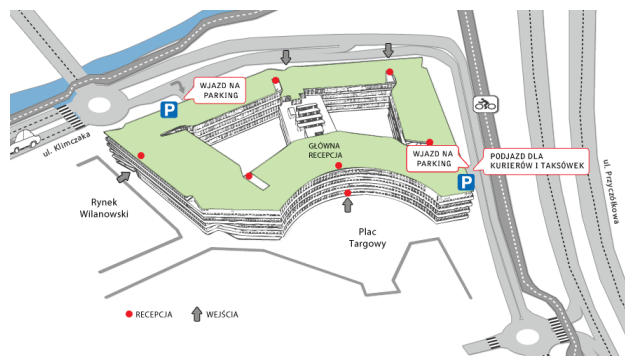 WJAZD NA
PARKING
P
ul. Klimczaka
GŁÓWNA
RECEPCJA
WJAZD NA
PARKING
PODJAZD DLA
KURIERÓW I TAKSÓWEK
P
ul. Przyczółkowa
Rynek
Wilanowski
Plac
Targowy
RECEPCJA
WEJŚCIA